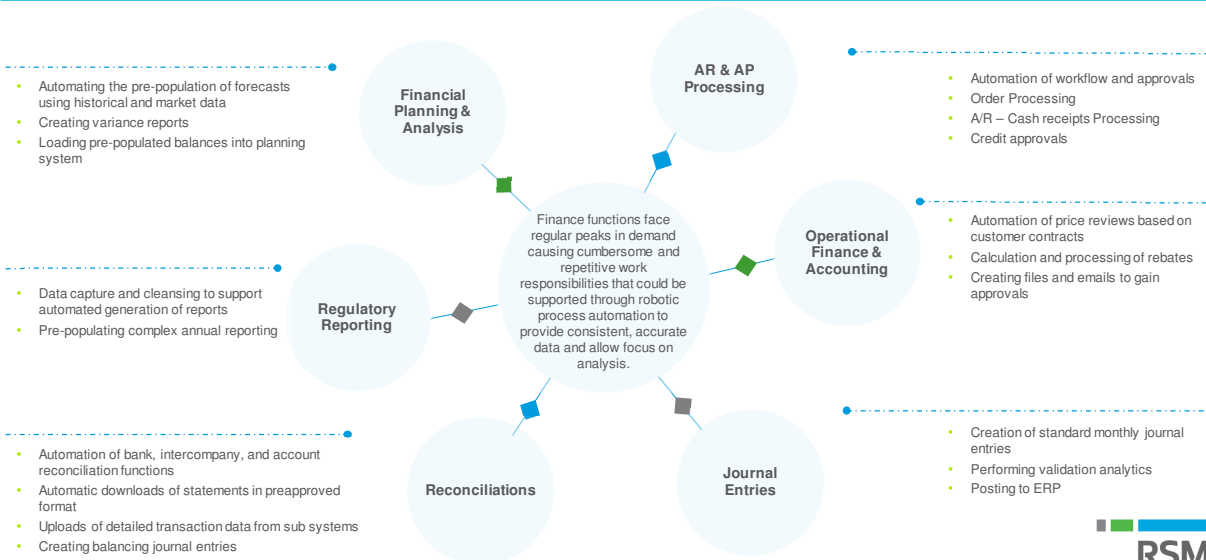 Financial
Planning &
Analysis
• Automating the pre-population of forecasts
using historical and market data
• Creating variance reports
• Loading pre-populated balances into planning
system
AR & AP
Processing
• Automation of workflow and approvals
• Order Processing
• A/R – Cash receipts Processing
• Credit approvals
Operational
Finance &
Accounting
• Automation of price reviews based on
customer contracts
• Calculation and processing of rebates
• Creating files and emails to gain
approvals
Finance functions face
regular peaks in demand
causing cumbersome and
repetitive work
responsibilities that could be
supported through robotic
process automation to
provide consistent, accurate
data and allow focus on
analysis.
Regulatory
Reporting
• Data capture and cleansing to support
automated generation of reports
• Pre-populating complex annual reporting
Reconciliations
• Automation of bank, intercompany, and account
reconciliation functions
• Automatic downloads of statements in preapproved
format
• Uploads of detailed transaction data from sub systems
• Creating balancing journal entries
Journal
Entries
• Creation of standard monthly journal
entries
• Performing validation analytics
• Posting to ERP
RSM